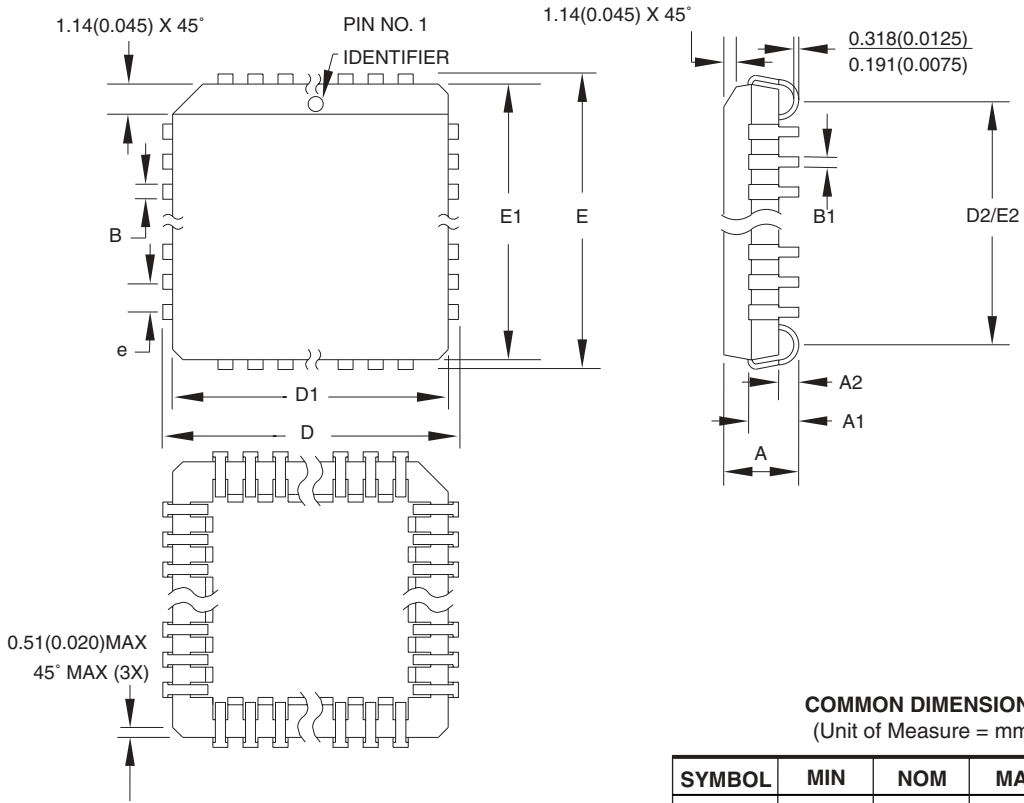 1.14(0.045) X 45˚
PIN NO. 1
IDENTIFIER
1.14(0.045) X 45˚
0.318(0.0125)
0.191(0.0075)
B
e
E1
E
B1
D2/E2
D1
D
A2
A1
A
0.51(0.020)MAX
45˚ MAX (3X)
COMMON DIMENSION
(Unit of Measure = mm
SYMBOL MIN NOM MA